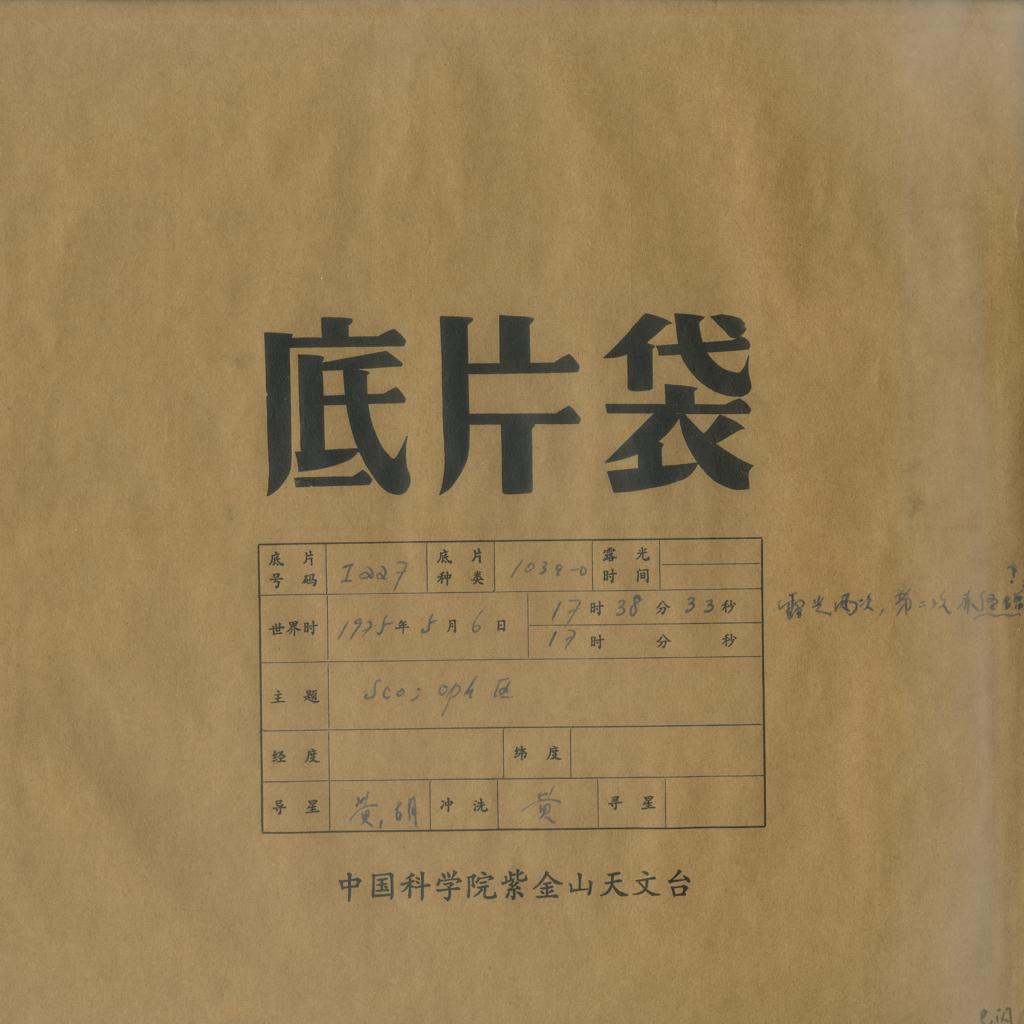 底片袋
底片号码 I227 底片种类 103a-O 露光时间
世界时 1975年5月6日 17时38分33秒
17时 分 秒
露光两次,第二次
主题 Sco; oph 区
经度 纬度
导星 黄,胡 冲洗 黄 寻星
中国科学院紫金山天文台